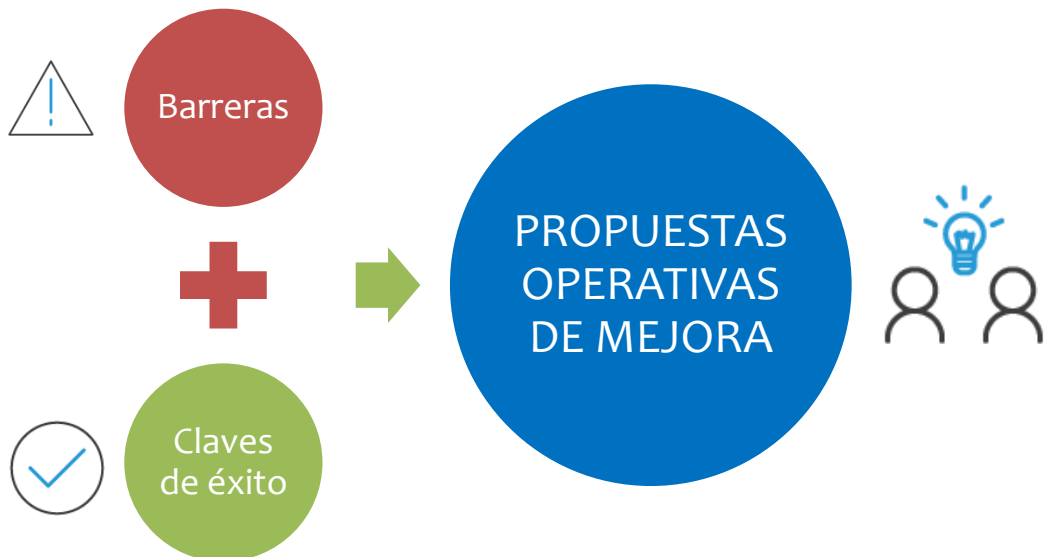 Barreras
Claves
de éxito
PROPUESTAS
OPERATIVAS
DE MEJORA